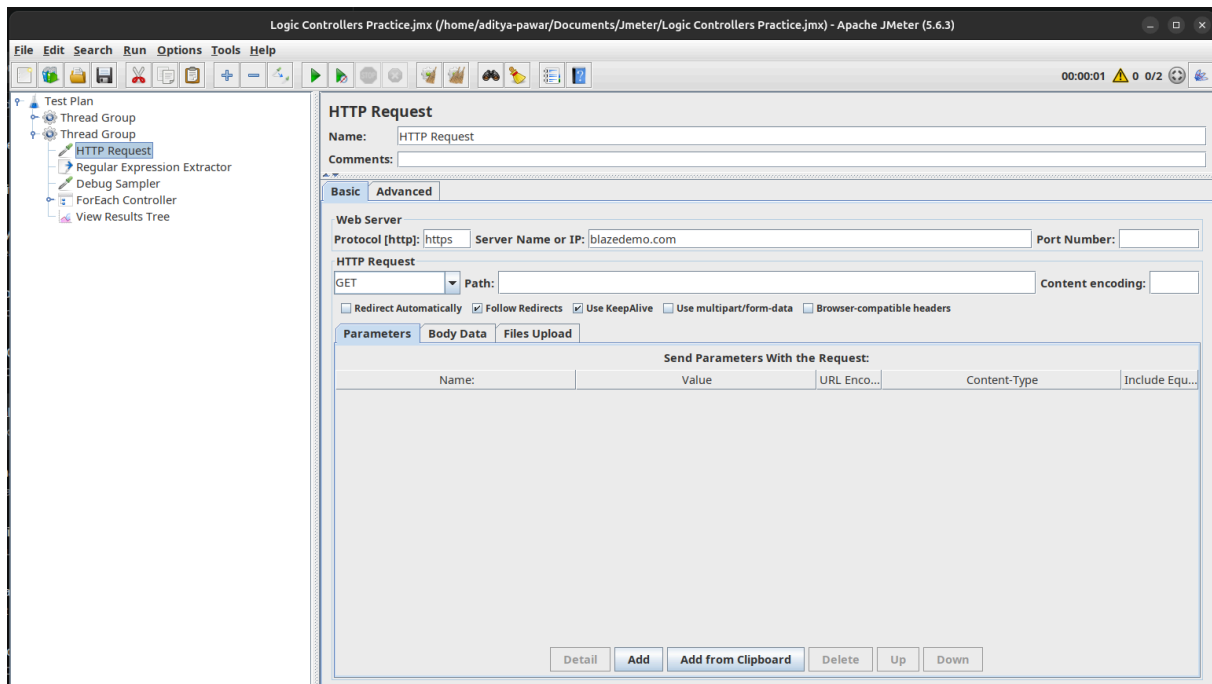 Logic Controllers Practice.jmx (/home/aditya-pawar/Documents/Jmeter/Logic Controllers Practice.jmx) - Apache JMeter (5.6.3)
File Edit Search Run Options Tools Help
00:00:01 0 0/2
Test Plan
Thread Group
Thread Group
HTTP Request
Regular Expression Extractor
Debug Sampler
ForEach Controller
View Results Tree
HTTP Request
Name: HTTP Request
Comments:
Basic Advanced
Web Server
Protocol [http]: https Server Name or IP: blazedemo.com Port Number:
HTTP Request
GET Path: Content encoding:
Redirect Automatically Follow Redirects Use KeepAlive Use multipart/form-data Browser-compatible headers
Parameters Body Data Files Upload
Send Parameters With the Request:
Name: Value URL Enco... Content-Type Include Equ...
Detail Add Add from Clipboard Delete Up Down